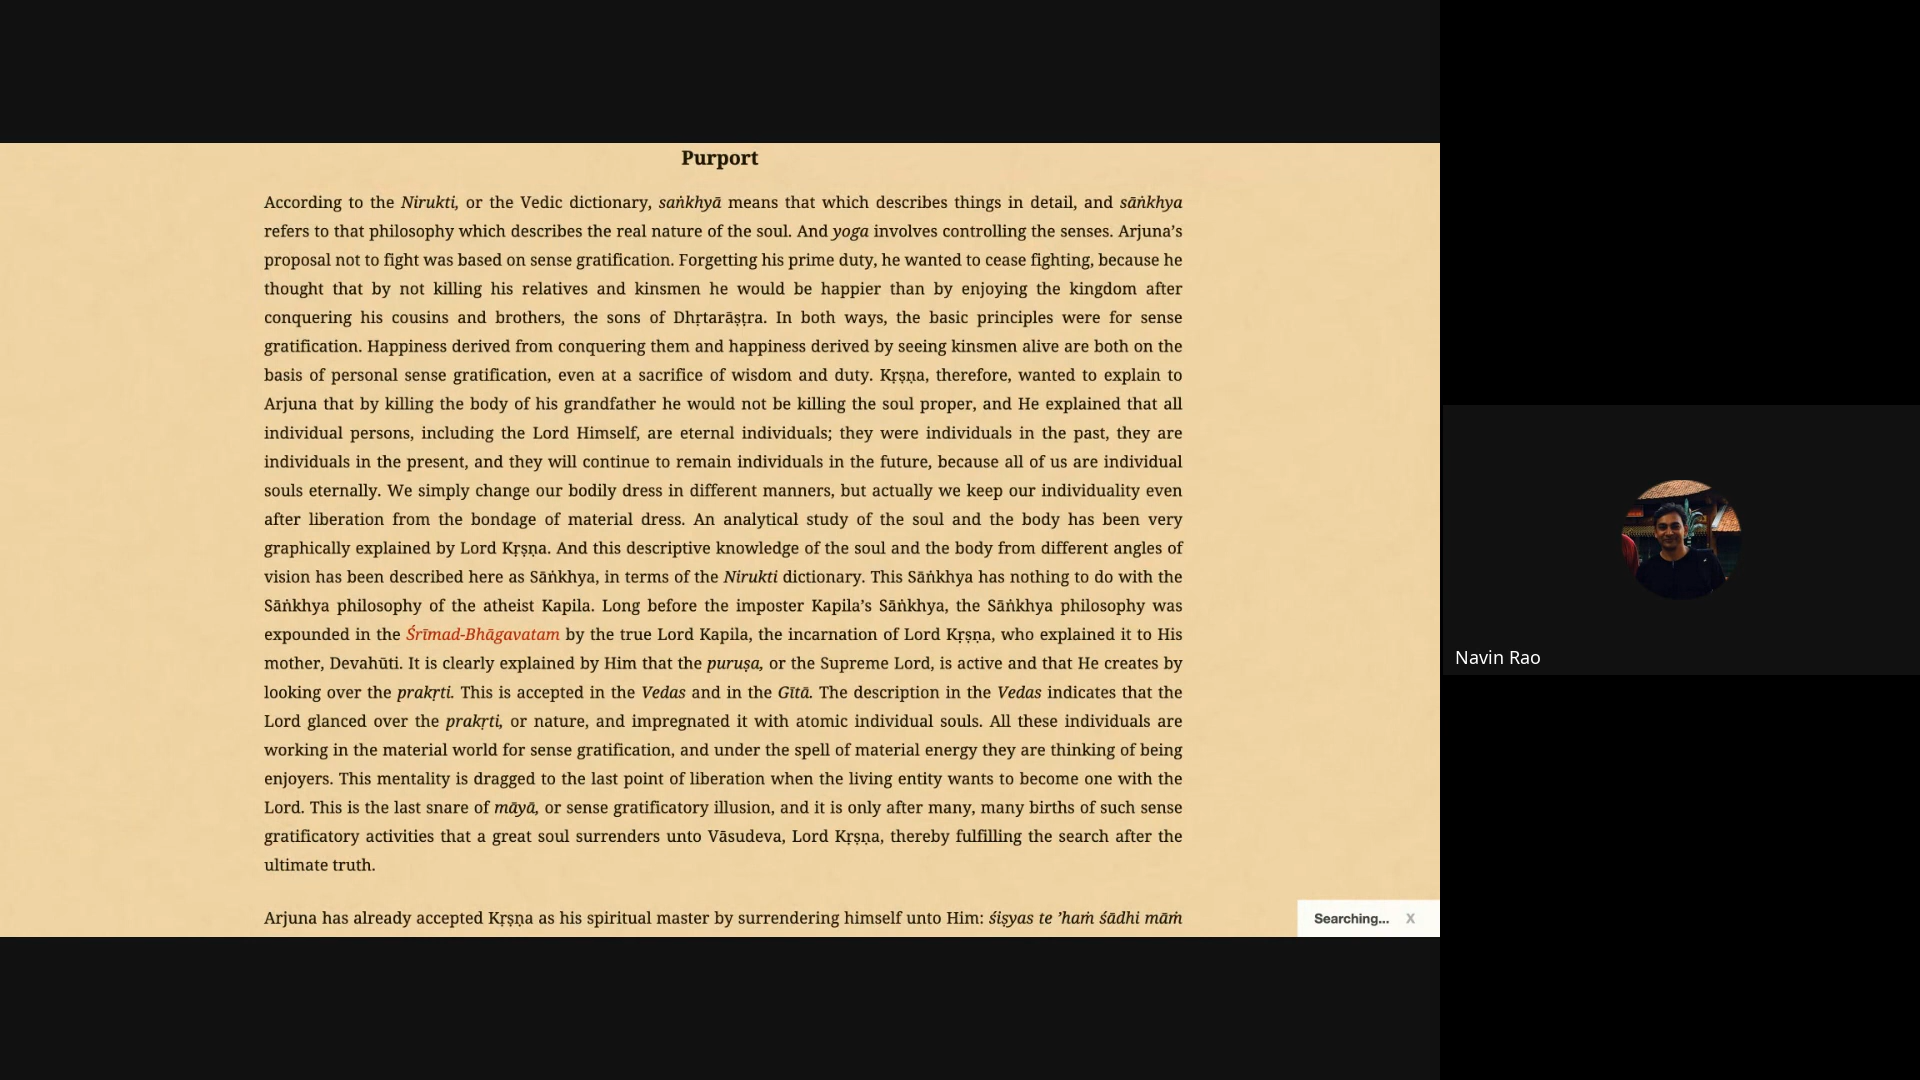 Purport
According to the Nirukti, or the Vedic dictionary, saṅkhyā means that which describes things in detail, and sāṅkhya
refers to that philosophy which describes the real nature of the soul. And yoga involves controlling the senses. Arjuna’s
proposal not to fight was based on sense gratification. Forgetting his prime duty, he wanted to cease fighting, because he
thought that by not killing his relatives and kinsmen he would be happier than by enjoying the kingdom after
conquering his cousins and brothers, the sons of Dhṛtarāṣṭra. In both ways, the basic principles were for sense
gratification. Happiness derived from conquering them and happiness derived by seeing kinsmen alive are both on the
basis of personal sense gratification, even at a sacrifice of wisdom and duty. Kṛṣṇa, therefore, wanted to explain to
Arjuna that by killing the body of his grandfather he would not be killing the soul proper, and He explained that all
individual persons, including the Lord Himself, are eternal individuals; they were individuals in the past, they are
individuals in the present, and they will continue to remain individuals in the future, because all of us are individual
souls eternally. We simply change our bodily dress in different manners, but actually we keep our individuality even
after liberation from the bondage of material dress. An analytical study of the soul and the body has been very
graphically explained by Lord Kṛṣṇa. And this descriptive knowledge of the soul and the body from different angles of
vision has been described here as Sāṅkhya, in terms of the Nirukti dictionary. This Sāṅkhya has nothing to do with the
Sāṅkhya philosophy of the atheist Kapila. Long before the imposter Kapila’s Sāṅkhya, the Sāṅkhya philosophy was
expounded in the Śrīmad-Bhāgavatam by the true Lord Kapila, the incarnation of Lord Kṛṣṇa, who explained it to His
mother, Devahūti. It is clearly explained by Him that the puruṣa, or the Supreme Lord, is active and that He creates by
looking over the prakṛti. This is accepted in the Vedas and in the Gītā. The description in the Vedas indicates that the
Lord glanced over the prakṛti, or nature, and impregnated it with atomic individual souls. All these individuals are
working in the material world for sense gratification, and under the spell of material energy they are thinking of being
enjoyers. This mentality is dragged to the last point of liberation when the living entity wants to become one with the
Lord. This is the last snare of māyā, or sense gratificatory illusion, and it is only after many, many births of such sense
gratificatory activities that a great soul surrenders unto Vāsudeva, Lord Kṛṣṇa, thereby fulfilling the search after the
ultimate truth.
Arjuna has already accepted Kṛṣṇa as his spiritual master by surrendering himself unto Him: śiṣyas te ’haṁ śādhi māṁ
Searching... X
Navin Rao